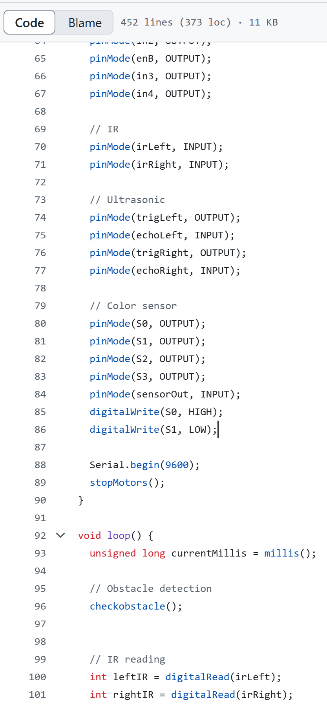 Code Blame 452 lines (373 loc) · 11 KB
65 pinMode(enB, OUTPUT);
66 pinMode(in3, OUTPUT);
67 pinMode(in4, OUTPUT);
68
69 // IR
70 pinMode(irLeft, INPUT);
71 pinMode(irRight, INPUT);
72
73 // Ultrasonic
74 pinMode(trigLeft, OUTPUT);
75 pinMode(echoLeft, INPUT);
76 pinMode(trigRight, OUTPUT);
77 pinMode(echoRight, INPUT);
78
79 // Color sensor
80 pinMode(S0, OUTPUT);
81 pinMode(S1, OUTPUT);
82 pinMode(S2, OUTPUT);
83 pinMode(S3, OUTPUT);
84 pinMode(sensorOut, INPUT);
85 digitalWrite(S0, HIGH);
86 digitalWrite(S1, LOW);
87
88 Serial.begin(9600);
89 stopMotors();
90 }
91
92 void loop() {
93 unsigned long currentMillis = millis();
94
95 // Obstacle detection
96 checkobstacle();
97
98
99 // IR reading
100 int leftIR = digitalRead(irLeft);
101 int rightIR = digitalRead(irRight);